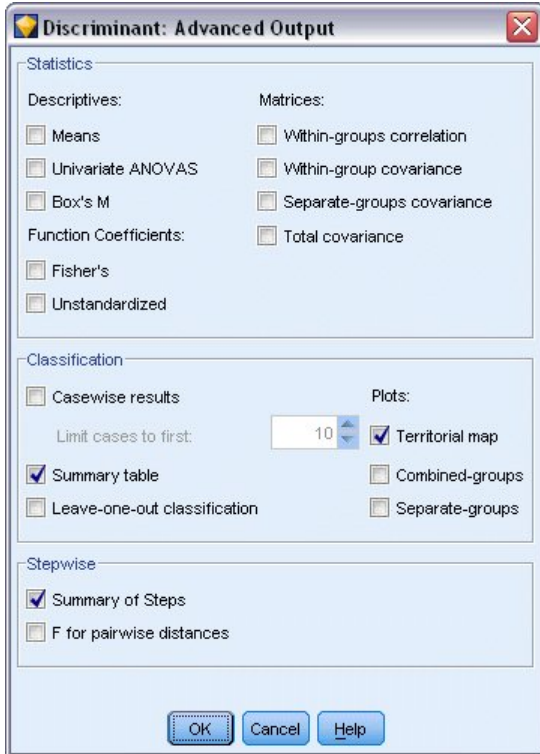 Discriminant: Advanced Output
Statistics
Descriptives:
Means
Univariate ANOVAS
Box's M
Function Coefficients:
Fisher's
Unstandardized
Matrices:
Within-groups correlation
Within-group covariance
Separate-groups covariance
Total covariance
Classification
Casewise results
Limit cases to first: 10
Summary table
Leave-one-out classification
Plots:
Territorial map
Combined-groups
Separate-groups
Stepwise
Summary of Steps
F for pairwise distances
OK Cancel Help